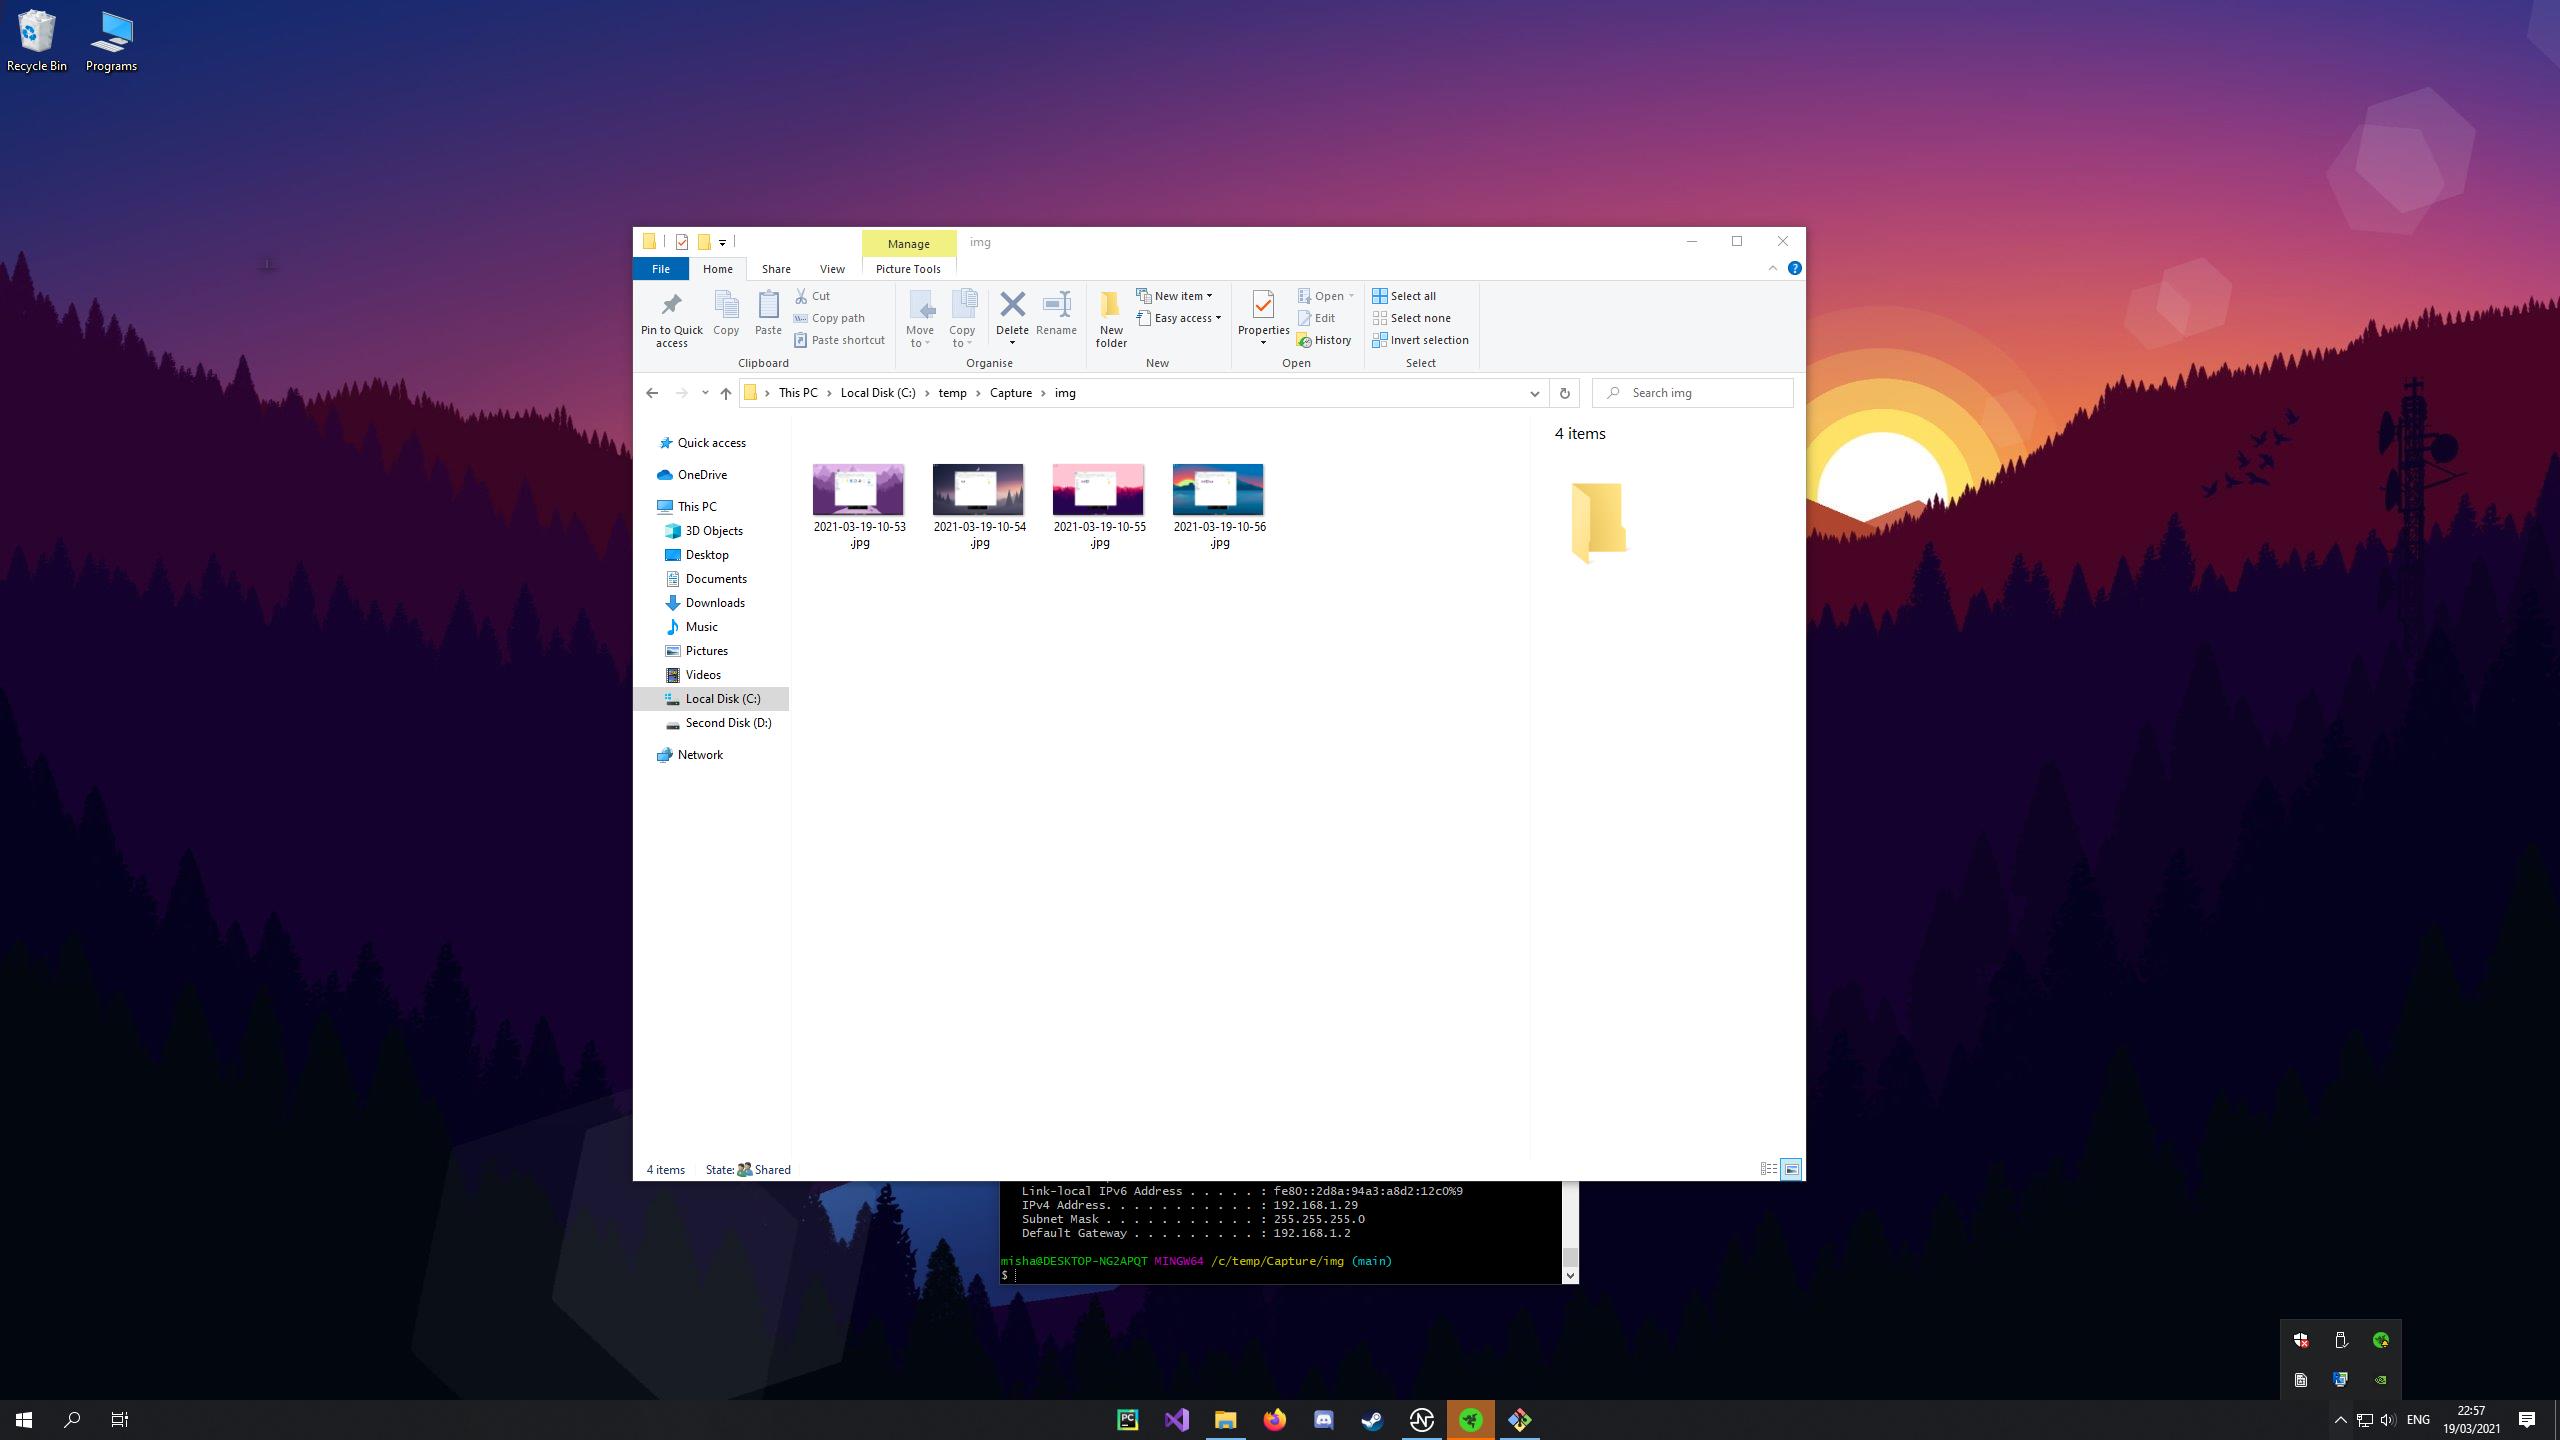 Recycle Bin
Programs
Manage
img
File
Home
Share
View
Picture Tools
Pin to Quick
access
Copy
Paste
Cut
Copy path
Paste shortcut
Clipboard
Move
to
Copy
to
Delete
Rename
Organise
New
folder
New item
Easy access
New
Properties
Open
Edit
History
Open
Select all
Select none
Invert selection
Select
This PC
Local Disk (C:)
temp
Capture
img
Search img
Quick access
OneDrive
This PC
3D Objects
Desktop
Documents
Downloads
Music
Pictures
Videos
Local Disk (C:)
Second Disk (D:)
Network
2021-03-19-10-53
.jpg
2021-03-19-10-54
.jpg
2021-03-19-10-55
.jpg
2021-03-19-10-56
.jpg
4 items
4 items
State:
Shared
Link-local IPv6 Address . . . . . : fe80::2d8a:94a3:a8d2:12c0%9
IPv4 Address. . . . . . . . . . . : 192.168.1.29
Subnet Mask . . . . . . . . . . . : 255.255.255.0
Default Gateway . . . . . . . . . : 192.168.1.2
misha@DESKTOP-NG2APQT MINGW64 /c/temp/Capture/img (main)
$
PC
ENG
22:57
19/03/2021